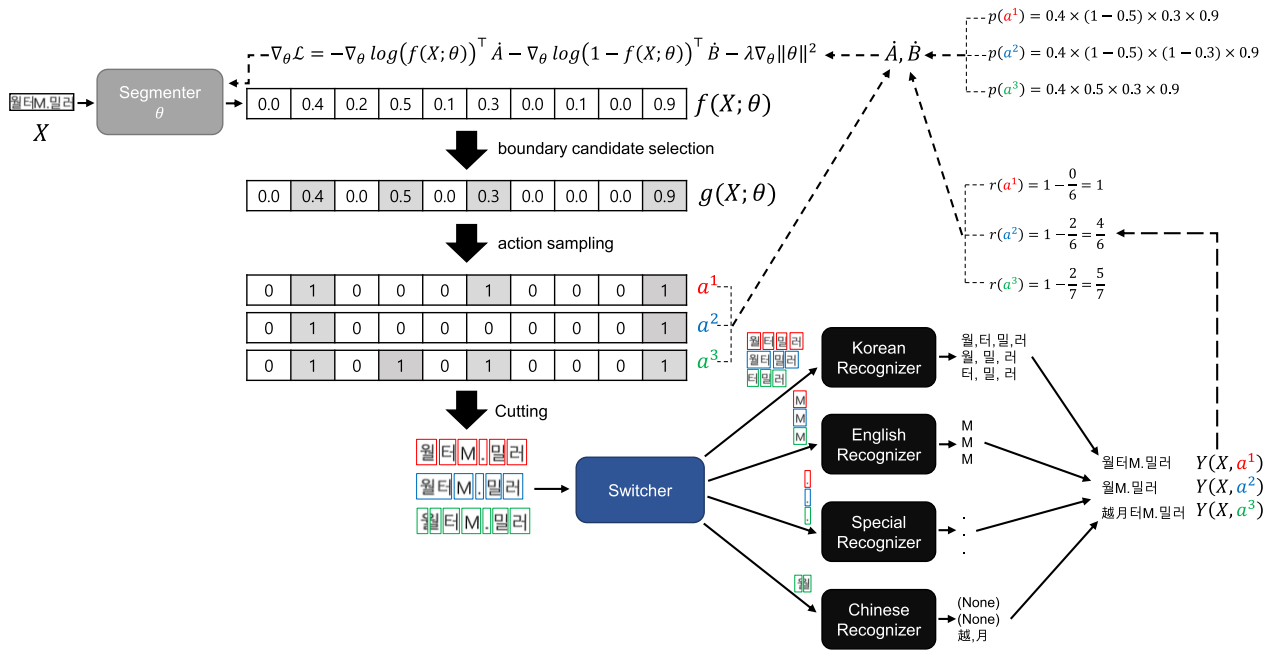 ∇θℒ = −∇θ log(f(X; θ))⊤ Ȧ − ∇θ log(1 − f(X; θ))⊤ Ḃ − λ∇θ‖θ‖²
Ȧ, Ḃ
p(a¹) = 0.4 × (1 − 0.5) × 0.3 × 0.9
p(a²) = 0.4 × (1 − 0.5) × (1 − 0.3) × 0.9
p(a³) = 0.4 × 0.5 × 0.3 × 0.9
월터M.밀러
X
Segmenter
θ
0.0 0.4 0.2 0.5 0.1 0.3 0.0 0.1 0.0 0.9 f(X; θ)
boundary candidate selection
0.0 0.4 0.0 0.5 0.0 0.3 0.0 0.0 0.0 0.9 g(X; θ)
action sampling
r(a¹) = 1 − 0/6 = 1
r(a²) = 1 − 2/6 = 4/6
r(a³) = 1 − 2/7 = 5/7
0 1 0 0 0 1 0 0 0 1 a¹
0 1 0 0 0 0 0 0 0 1 a²
0 1 0 1 0 1 0 0 0 1 a³
Cutting
월터M.밀러
월터M.밀러
월터M.밀러
Switcher
월터밀러
월터밀러
터밀러
Korean
Recognizer
월,터,밀,러
월, 밀, 러
터, 밀, 러
M
M
M
English
Recognizer
M
M
M
.
.
.
Special
Recognizer
.
.
.
월
Chinese
Recognizer
(None)
(None)
越,月
월터M.밀러 Y(X, a¹)
월M.밀러 Y(X, a²)
越月터M.밀러 Y(X, a³)